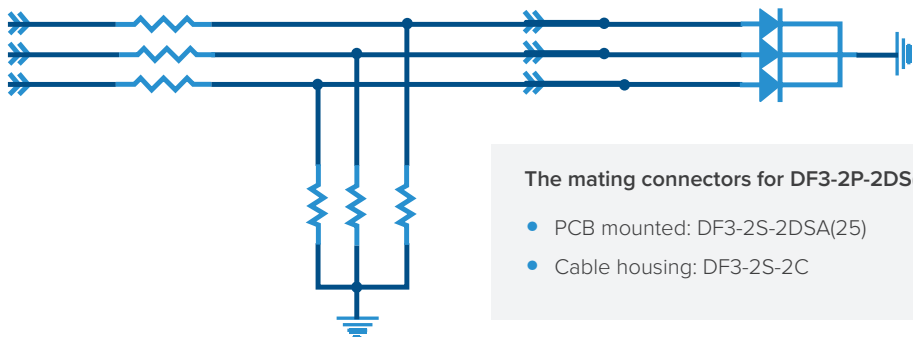 The mating connectors for DF3-2P-2DS
PCB mounted: DF3-2S-2DSA(25)
Cable housing: DF3-2S-2C